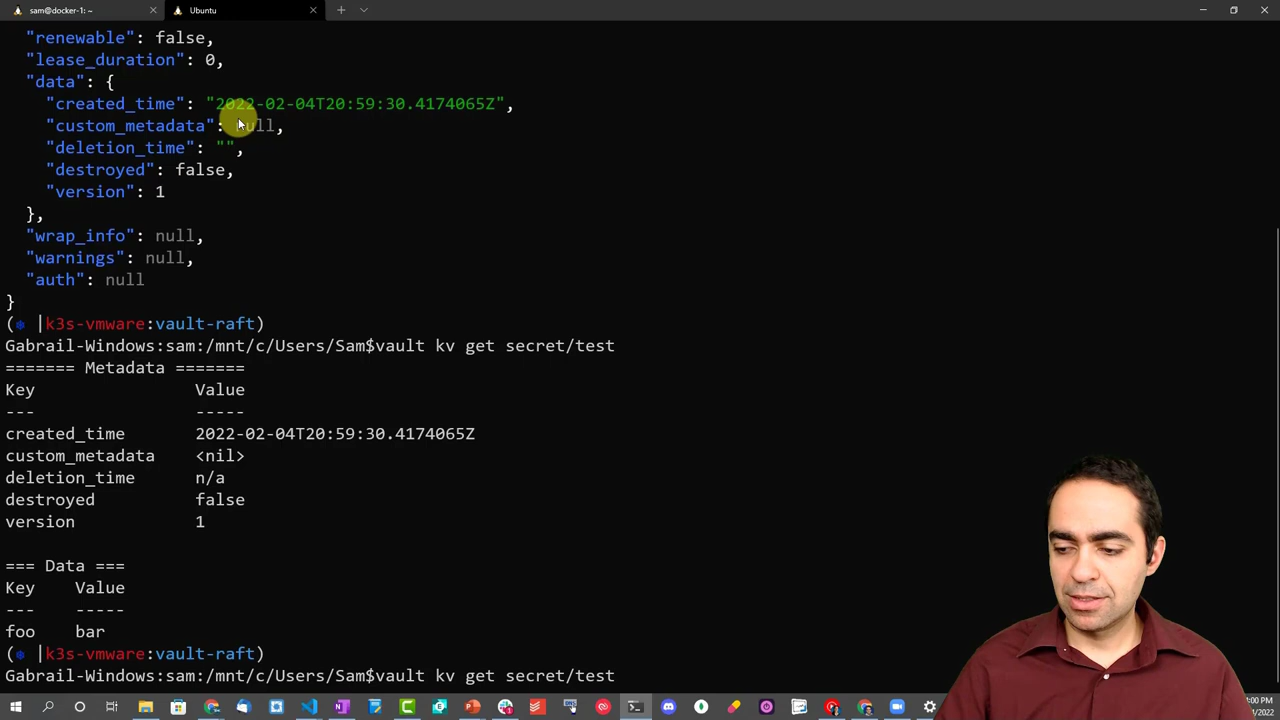 sam@docker-1: ~
Ubuntu
"renewable": false,
"lease_duration": 0,
"data": {
"created_time": "2022-02-04T20:59:30.4174065Z",
"custom_metadata": null,
"deletion_time": "",
"destroyed": false,
"version": 1
},
"wrap_info": null,
"warnings": null,
"auth": null
}
(⎈ |k3s-vmware:vault-raft)
Gabrail-Windows:sam:/mnt/c/Users/Sam$vault kv get secret/test
======= Metadata =======
Key Value
--- -----
created_time 2022-02-04T20:59:30.4174065Z
custom_metadata <nil>
deletion_time n/a
destroyed false
version 1
=== Data ===
Key Value
--- -----
foo bar
(⎈ |k3s-vmware:vault-raft)
Gabrail-Windows:sam:/mnt/c/Users/Sam$vault kv get secret/test